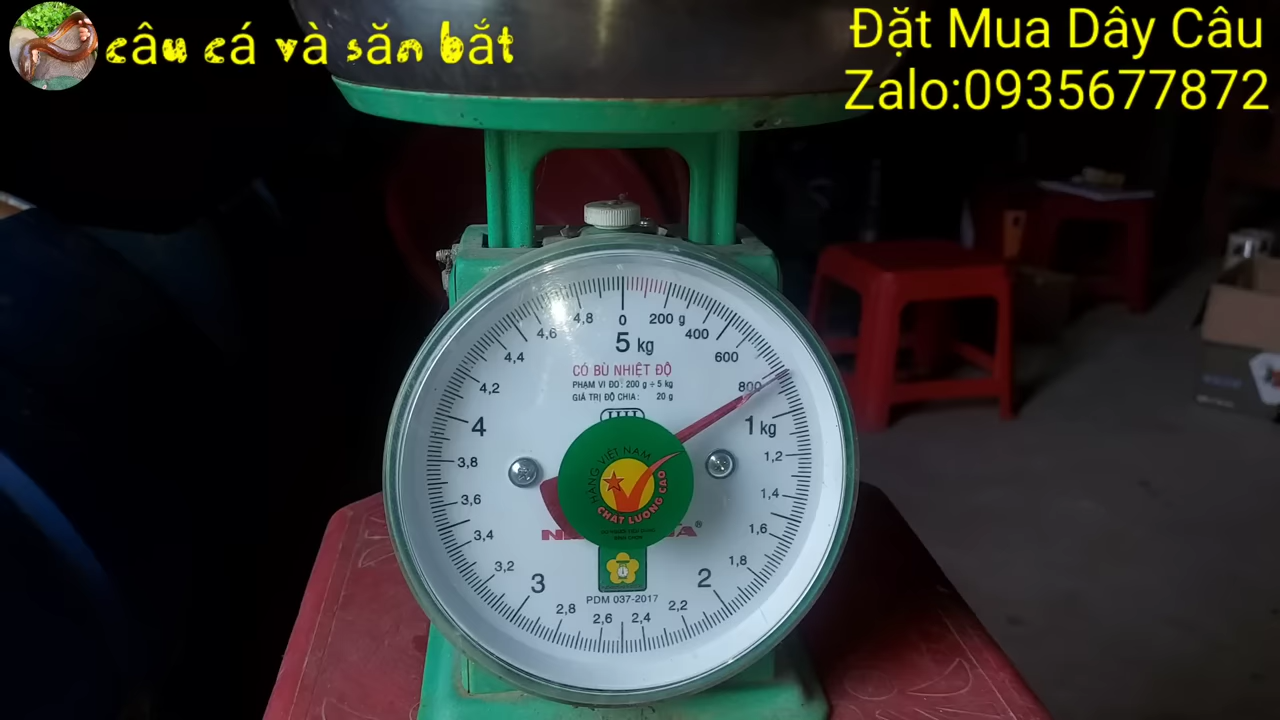 câu cá và săn bắt
Đặt Mua Dây Câu
Zalo:0935677872
0
200 g
400
600
800
1 kg
1,2
1,4
1,6
1,8
2
2,2
2,4
2,6
2,8
3
3,2
3,4
3,6
3,8
4
4,2
4,4
4,6
4,8
5 kg
CÓ BÙ NHIỆT ĐỘ
PHẠM VI ĐO: 200 g ÷ 5 kg
GIÁ TRỊ ĐỘ CHIA: 20 g
HÀNG VIỆT NAM
CHẤT LƯỢNG CAO
PDM 037-2017